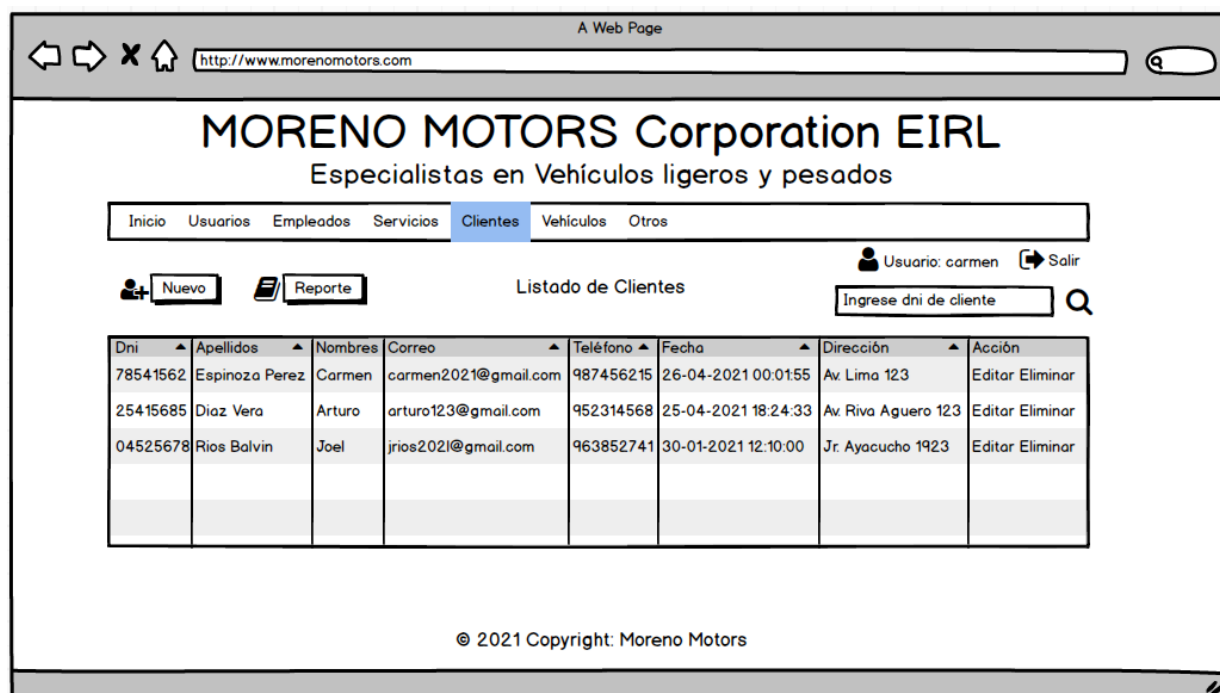 A Web Page
http://www.morenomotors.com
MORENO MOTORS Corporation EIRL
Especialistas en Vehículos ligeros y pesados
Inicio Usuarios Empleados Servicios Clientes Vehículos Otros
Usuario: carmen Salir
Nuevo Reporte Listado de Clientes
Ingrese dni de cliente
Dni Apellidos Nombres Correo Teléfono Fecha Dirección Acción
78541562 Espinoza Perez Carmen carmen2021@gmail.com 987456215 26-04-2021 00:01:55 Av. Lima 123 Editar Eliminar
25415685 Diaz Vera Arturo arturo123@gmail.com 952314568 25-04-2021 18:24:33 Av. Riva Aguero 123 Editar Eliminar
04525678 Rios Balvin Joel jrios202l@gmail.com 963852741 30-01-2021 12:10:00 Jr. Ayacucho 1923 Editar Eliminar
© 2021 Copyright: Moreno Motors